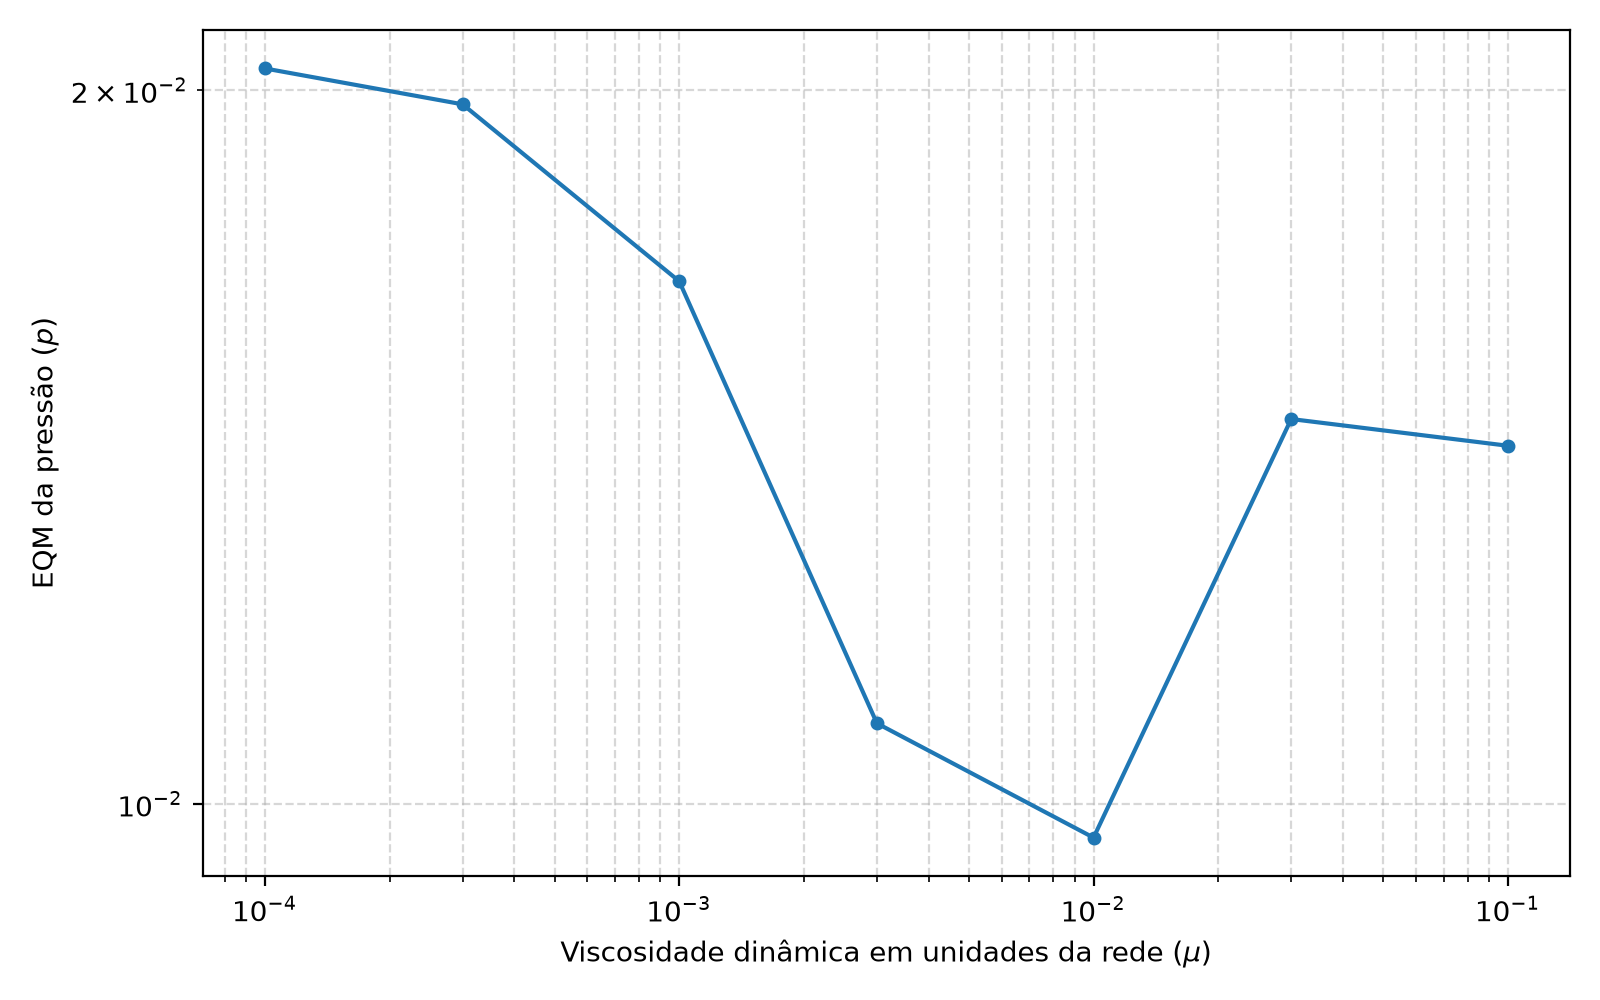 EQM da pressão (p)
2 × 10⁻²
10⁻²
10⁻⁴ 10⁻³ 10⁻² 10⁻¹
Viscosidade dinâmica em unidades da rede (μ)